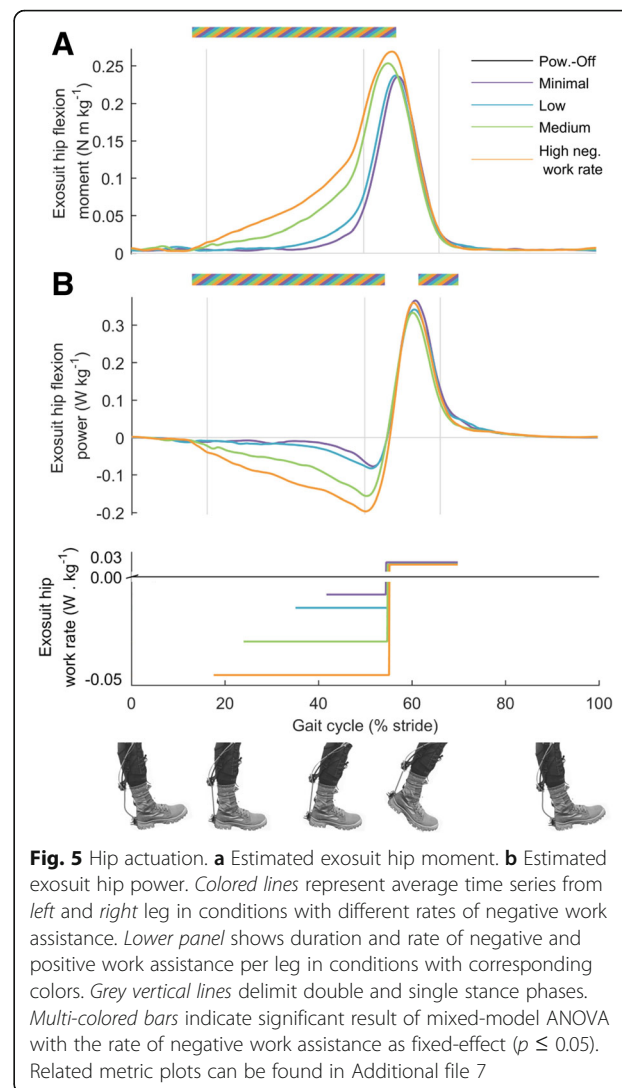 A
Exosuit hip flexion
moment (N m kg⁻¹)
0.25
0.2
0.15
0.1
0.05
0
Pow.-Off
Minimal
Low
Medium
High neg.
work rate
B
Exosuit hip flexion
power (W kg⁻¹)
0.3
0.2
0.1
0
-0.1
-0.2
Exosuit hip
work rate (W . kg⁻¹)
0.03
0.00
-0.05
0
20
40
60
80
100
Gait cycle (% stride)
Fig. 5 Hip actuation. a Estimated exosuit hip moment. b Estimated
exosuit hip power. Colored lines represent average time series from
left and right leg in conditions with different rates of negative work
assistance. Lower panel shows duration and rate of negative and
positive work assistance per leg in conditions with corresponding
colors. Grey vertical lines delimit double and single stance phases.
Multi-colored bars indicate significant result of mixed-model ANOVA
with the rate of negative work assistance as fixed-effect (p ≤ 0.05).
Related metric plots can be found in Additional file 7